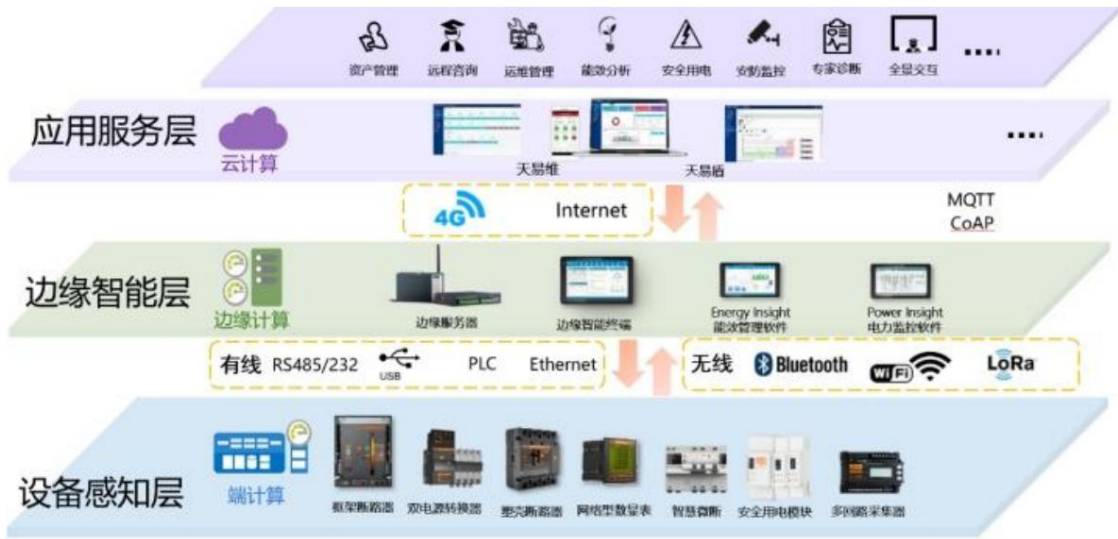 资产管理 远程咨询 运维管理 能效分析 安全用电 安防监控 专家诊断 全景交互 ....
应用服务层
云计算
天易维 天易盾
....
4G Internet
MQTT
CoAP
边缘智能层
边缘计算
边缘服务器 边缘智能终端
Energy Insight
能效管理软件
Power Insight
电力监控软件
有线 RS485/232 USB PLC Ethernet
无线 Bluetooth WiFi LoRa
设备感知层
端计算
框架断路器 双电源转换器 塑壳断路器 网络型数显表 智慧微断 安全用电模块 多回路采集器